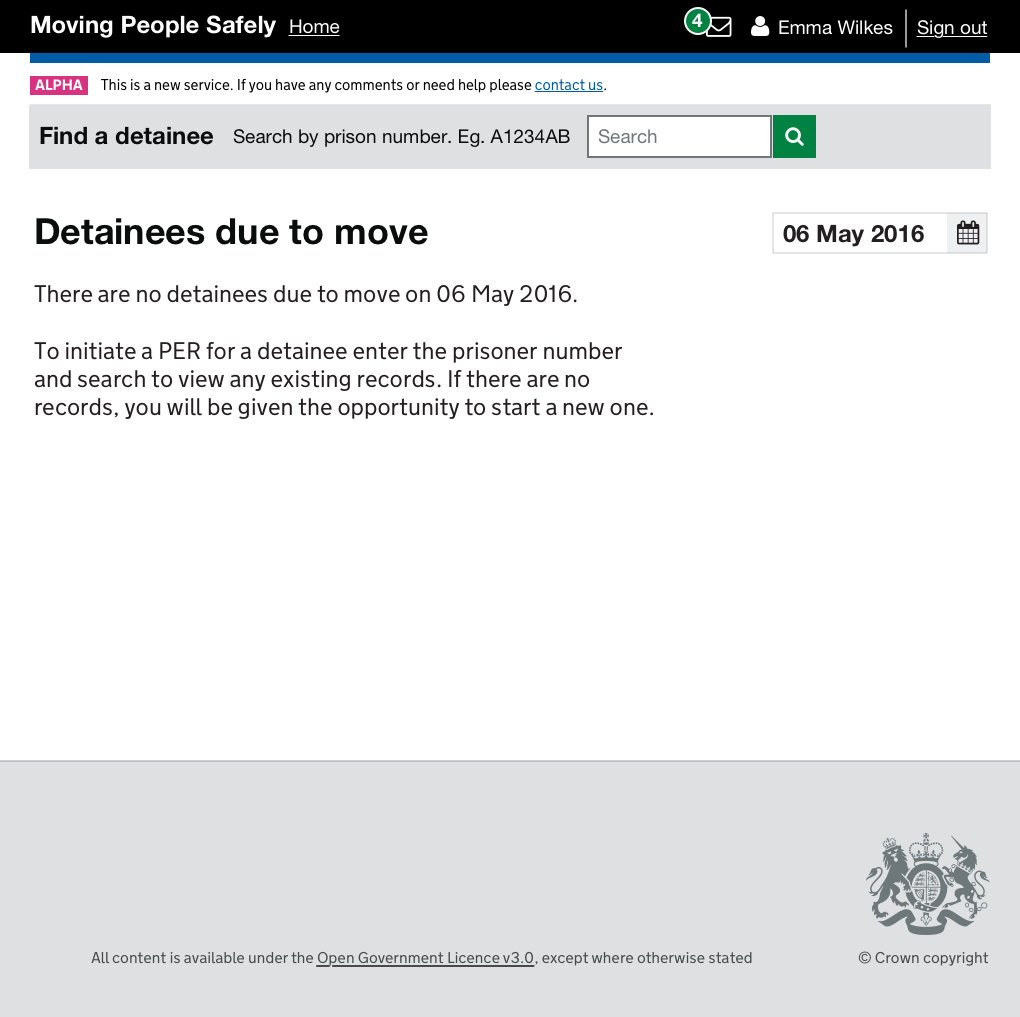 Moving People Safely Home 4 Emma Wilkes Sign out
ALPHA This is a new service. If you have any comments or need help please contact us.
Find a detainee Search by prison number. Eg. A1234AB Search
Detainees due to move 06 May 2016
There are no detainees due to move on 06 May 2016.
To initiate a PER for a detainee enter the prisoner number
and search to view any existing records. If there are no
records, you will be given the opportunity to start a new one.
All content is available under the Open Government Licence v3.0, except where otherwise stated © Crown copyright